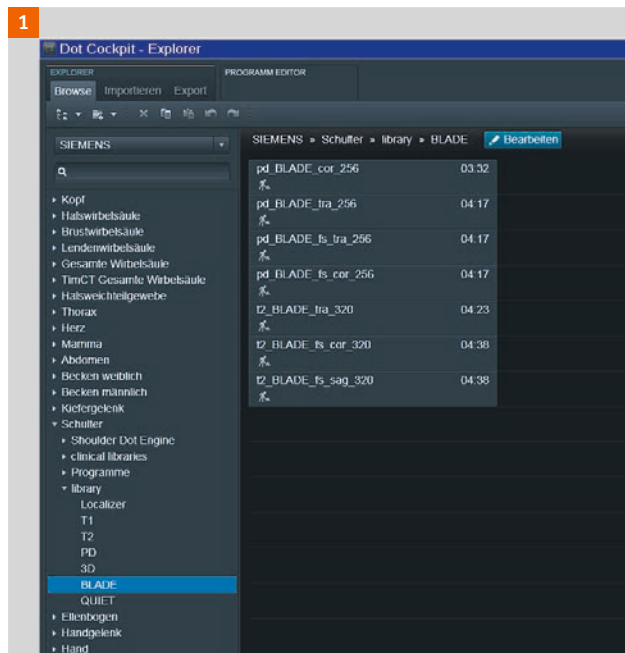 1
Dot Cockpit - Explorer
EXPLORER
PROGRAMM EDITOR
Browse Importieren Export
SIEMENS
SIEMENS » Schulter » library » BLADE Bearbeiten
pd_BLADE_cor_256 03:32
pd_BLADE_tra_256 04:17
pd_BLADE_fs_tra_256 04:17
pd_BLADE_fs_cor_256 04:17
t2_BLADE_tra_320 04:23
t2_BLADE_fs_cor_320 04:38
t2_BLADE_fs_sag_320 04:38
Kopf
Halswirbelsäule
Brustwirbelsäule
Lendenwirbelsäule
Gesamte Wirbelsäule
TimCT Gesamte Wirbelsäule
Halsweichteilgewebe
Thorax
Herz
Mamma
Abdomen
Becken weiblich
Becken männlich
Kiefergelenk
Schulter
Shoulder Dot Engine
clinical libraries
Programme
library
Localizer
T1
T2
PD
3D
BLADE
QUIET
Ellenbogen
Handgelenk
Hand